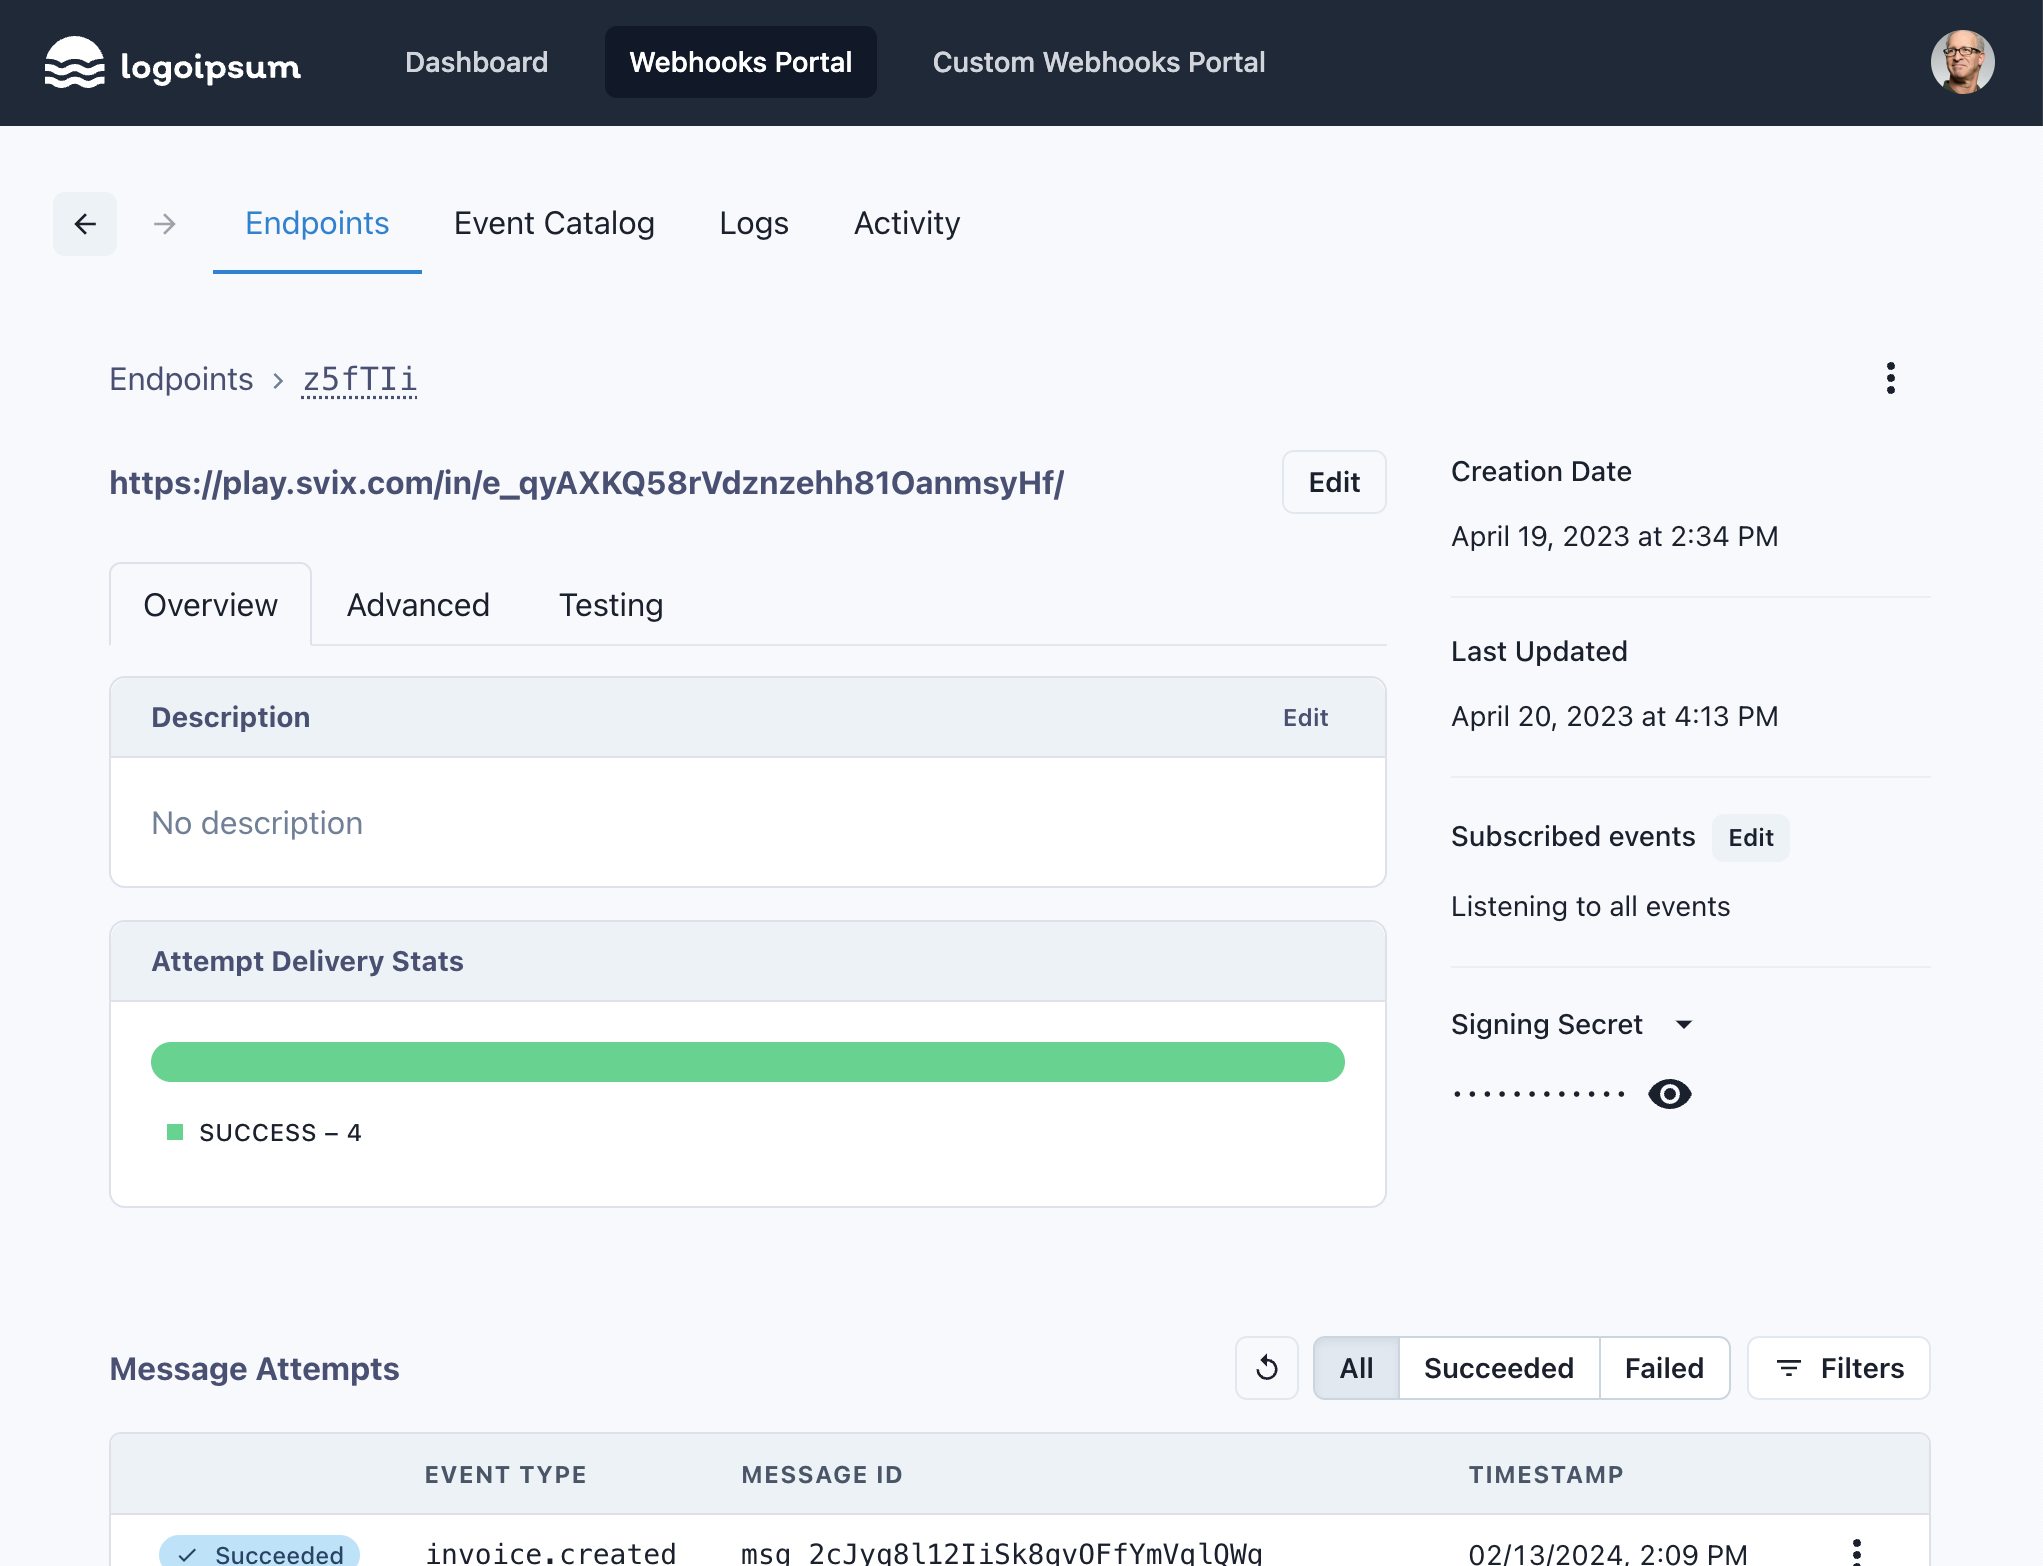 logoipsum
Dashboard
Webhooks Portal
Custom Webhooks Portal
Endpoints
Event Catalog
Logs
Activity
Endpoints > z5fTIi
https://play.svix.com/in/e_qyAXKQ58rVdznzehh81OanmsyHf/
Edit
Overview
Advanced
Testing
Description
Edit
No description
Attempt Delivery Stats
SUCCESS – 4
Creation Date
April 19, 2023 at 2:34 PM
Last Updated
April 20, 2023 at 4:13 PM
Subscribed events
Edit
Listening to all events
Signing Secret
············
Message Attempts
All
Succeeded
Failed
Filters
EVENT TYPE
MESSAGE ID
TIMESTAMP
Succeeded
invoice.created
msg_2cJyg8l12IiSk8gvOFfYmVqlQWg
02/13/2024, 2:09 PM